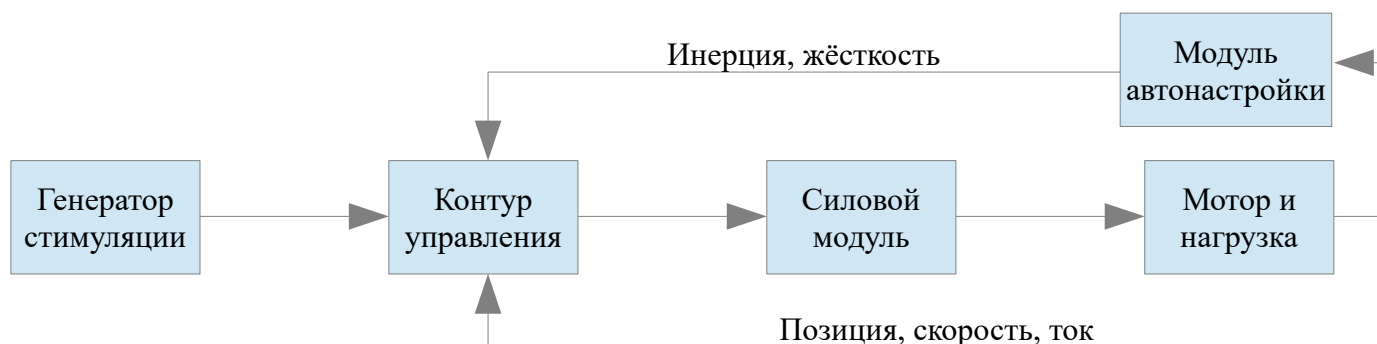 Инерция, жёсткость
Модуль
автонастройки
Генератор
стимуляции
Контур
управления
Силовой
модуль
Мотор и
нагрузка
Позиция, скорость, ток